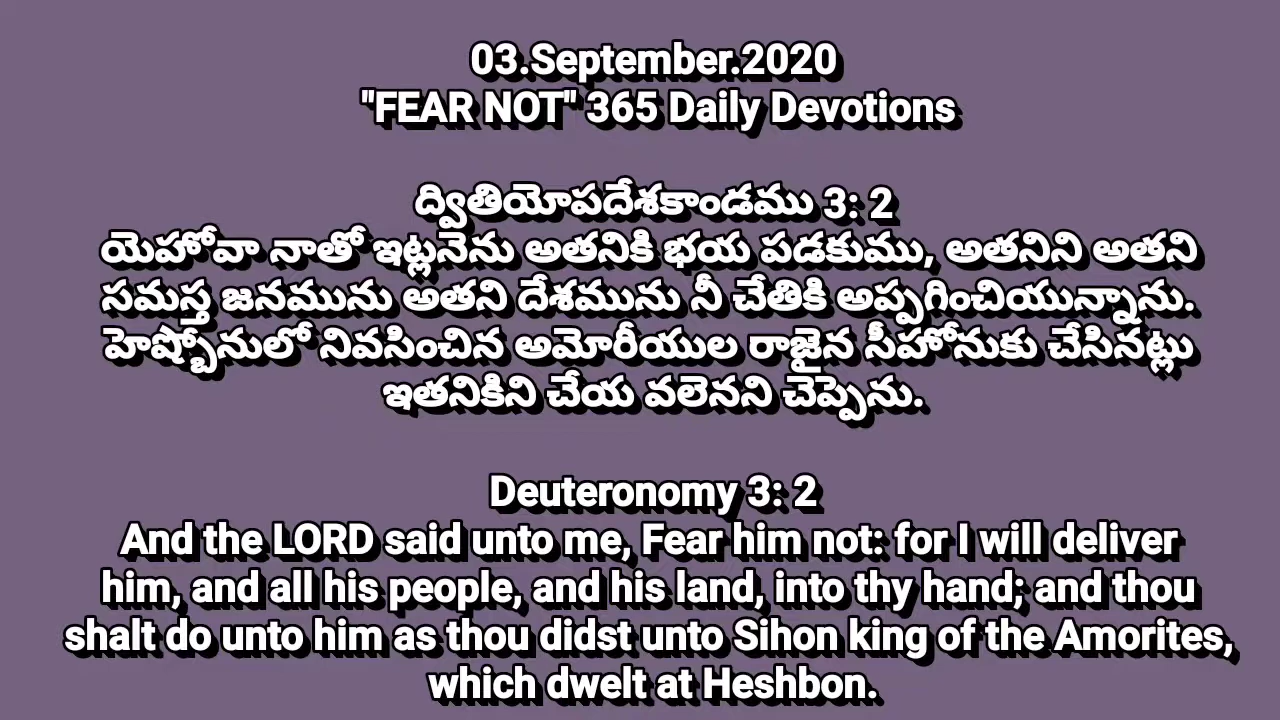 03.September.2020
"FEAR NOT" 365 Daily Devotions
ద్వితియోపదేశకాండము 3: 2
యెహోవా నాతో ఇట్లనెను అతనికి భయ పడకుము, అతనిని అతని
సమస్త జనమును అతని దేశమును నీ చేతికి అప్పగించియున్నాను.
హెష్బోనులో నివసించిన అమోరీయుల రాజైన సీహోనుకు చేసినట్లు
ఇతనికిని చేయ వలెనని చెప్పెను.
Deuteronomy 3: 2
And the LORD said unto me, Fear him not: for I will deliver
him, and all his people, and his land, into thy hand; and thou
shalt do unto him as thou didst unto Sihon king of the Amorites,
which dwelt at Heshbon.